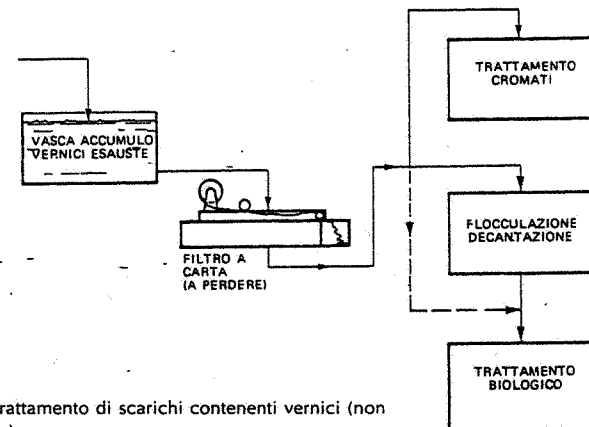 TRATTAMENTO
CROMATI
VASCA ACCUMULO
VERNICI ESAUSTE
FLOCCULAZIONE
DECANTAZIONE
FILTRO A
CARTA
(A PERDERE)
TRATTAMENTO
BIOLOGICO
rattamento di scarichi contenenti vernici (non